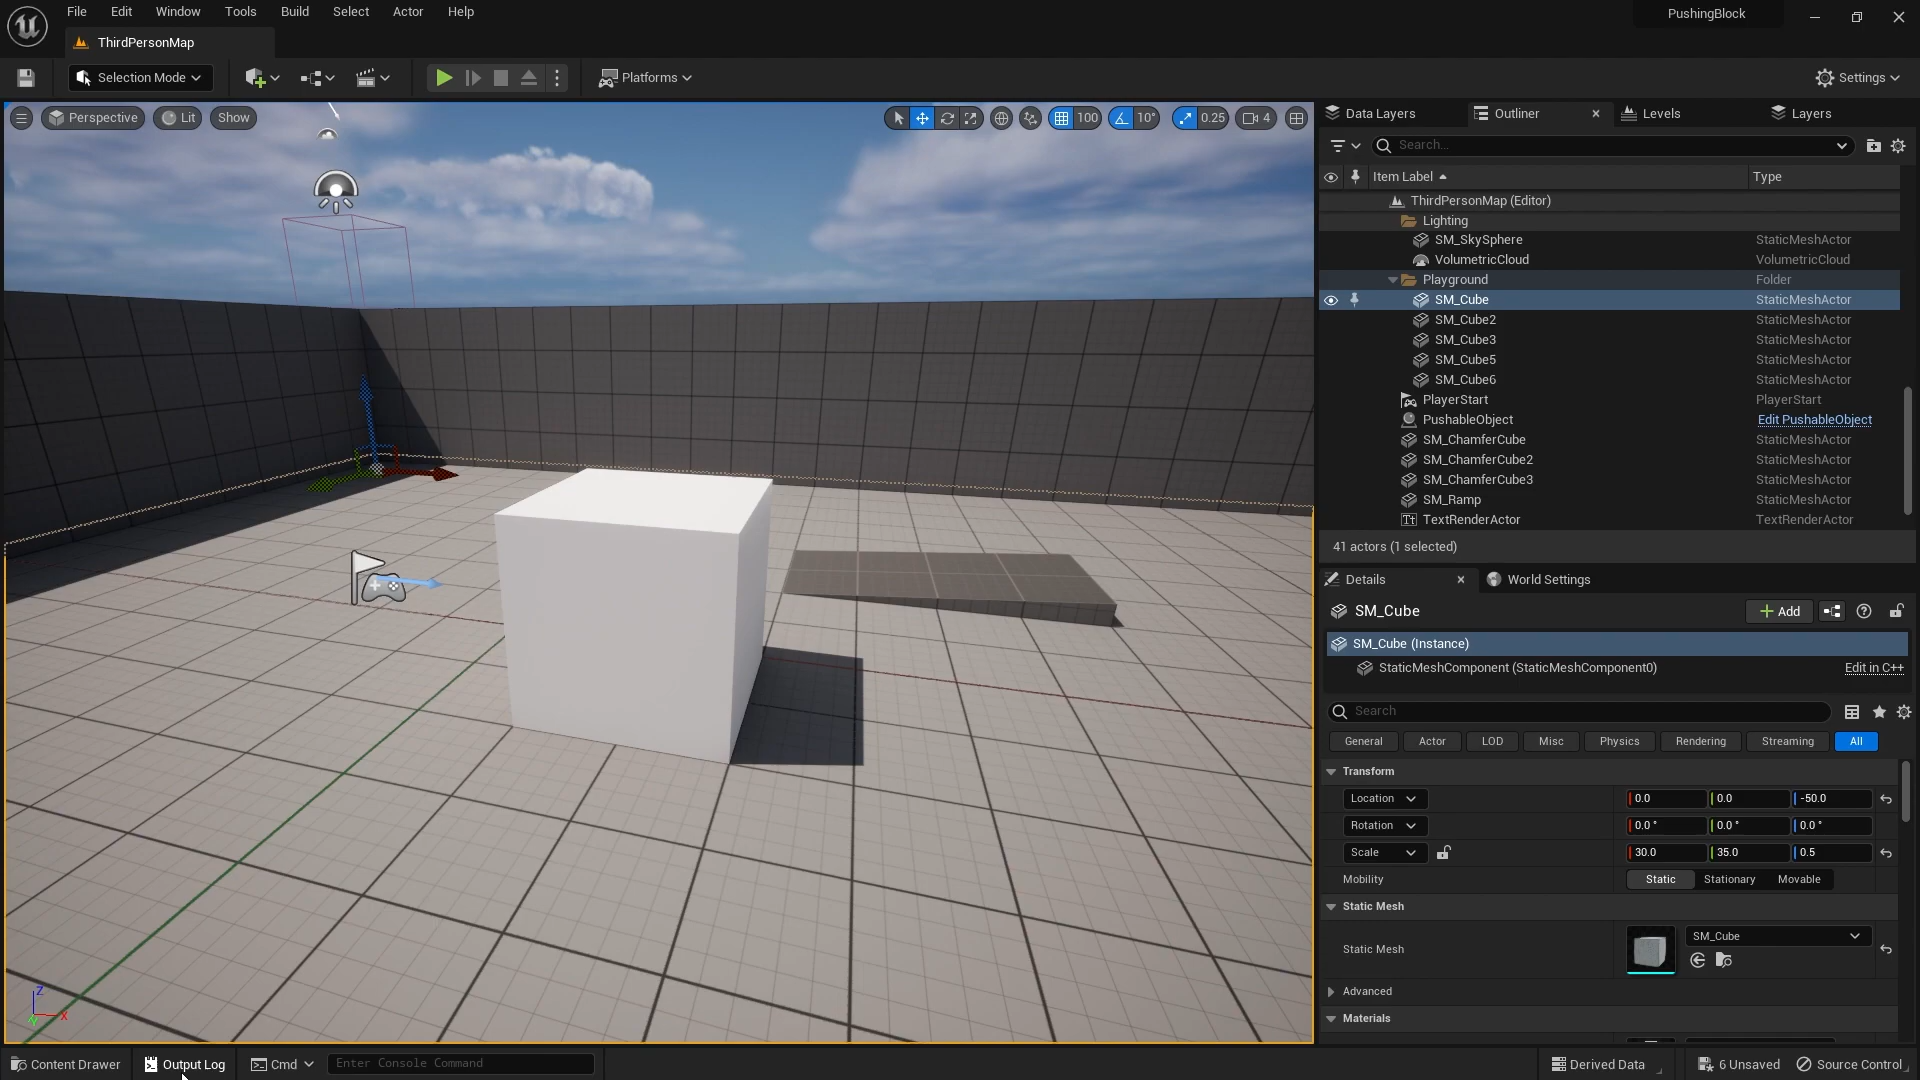 File Edit Window Tools Build Select Actor Help
PushingBlock
ThirdPersonMap
Selection Mode
Platforms
Settings
Perspective Lit Show
100 10° 0.25 4
Data Layers Outliner Levels Layers
Search...
Item Label Type
ThirdPersonMap (Editor)
Lighting
SM_SkySphere StaticMeshActor
VolumetricCloud VolumetricCloud
Playground Folder
SM_Cube StaticMeshActor
SM_Cube2 StaticMeshActor
SM_Cube3 StaticMeshActor
SM_Cube5 StaticMeshActor
SM_Cube6 StaticMeshActor
PlayerStart PlayerStart
PushableObject Edit PushableObject
SM_ChamferCube StaticMeshActor
SM_ChamferCube2 StaticMeshActor
SM_ChamferCube3 StaticMeshActor
SM_Ramp StaticMeshActor
TextRenderActor TextRenderActor
41 actors (1 selected)
Details World Settings
SM_Cube
Add
SM_Cube (Instance)
StaticMeshComponent (StaticMeshComponent0) Edit in C++
Search
General Actor LOD Misc Physics Rendering Streaming All
Transform
Location 0.0 0.0 -50.0
Rotation 0.0 ° 0.0 ° 0.0 °
Scale 30.0 35.0 0.5
Mobility Static Stationary Movable
Static Mesh
Static Mesh SM_Cube
Advanced
Materials
Z
X
Y
Content Drawer Output Log Cmd Enter Console Command
Derived Data 6 Unsaved Source Control